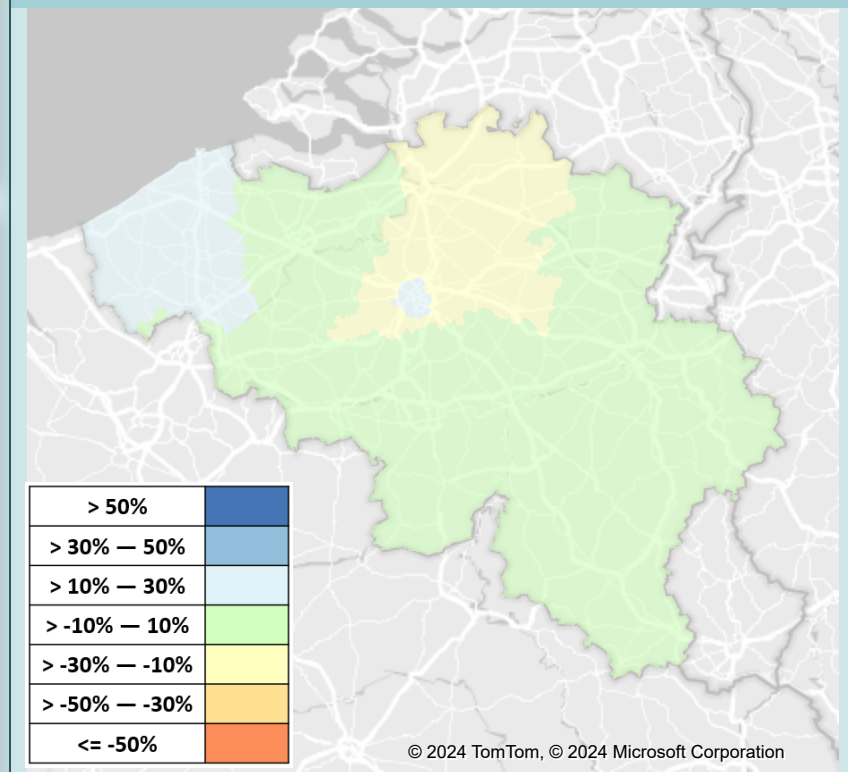 > 50%
> 30% — 50%
> 10% — 30%
> -10% — 10%
> -30% — -10%
> -50% — -30%
<= -50%
© 2024 TomTom, © 2024 Microsoft Corporation